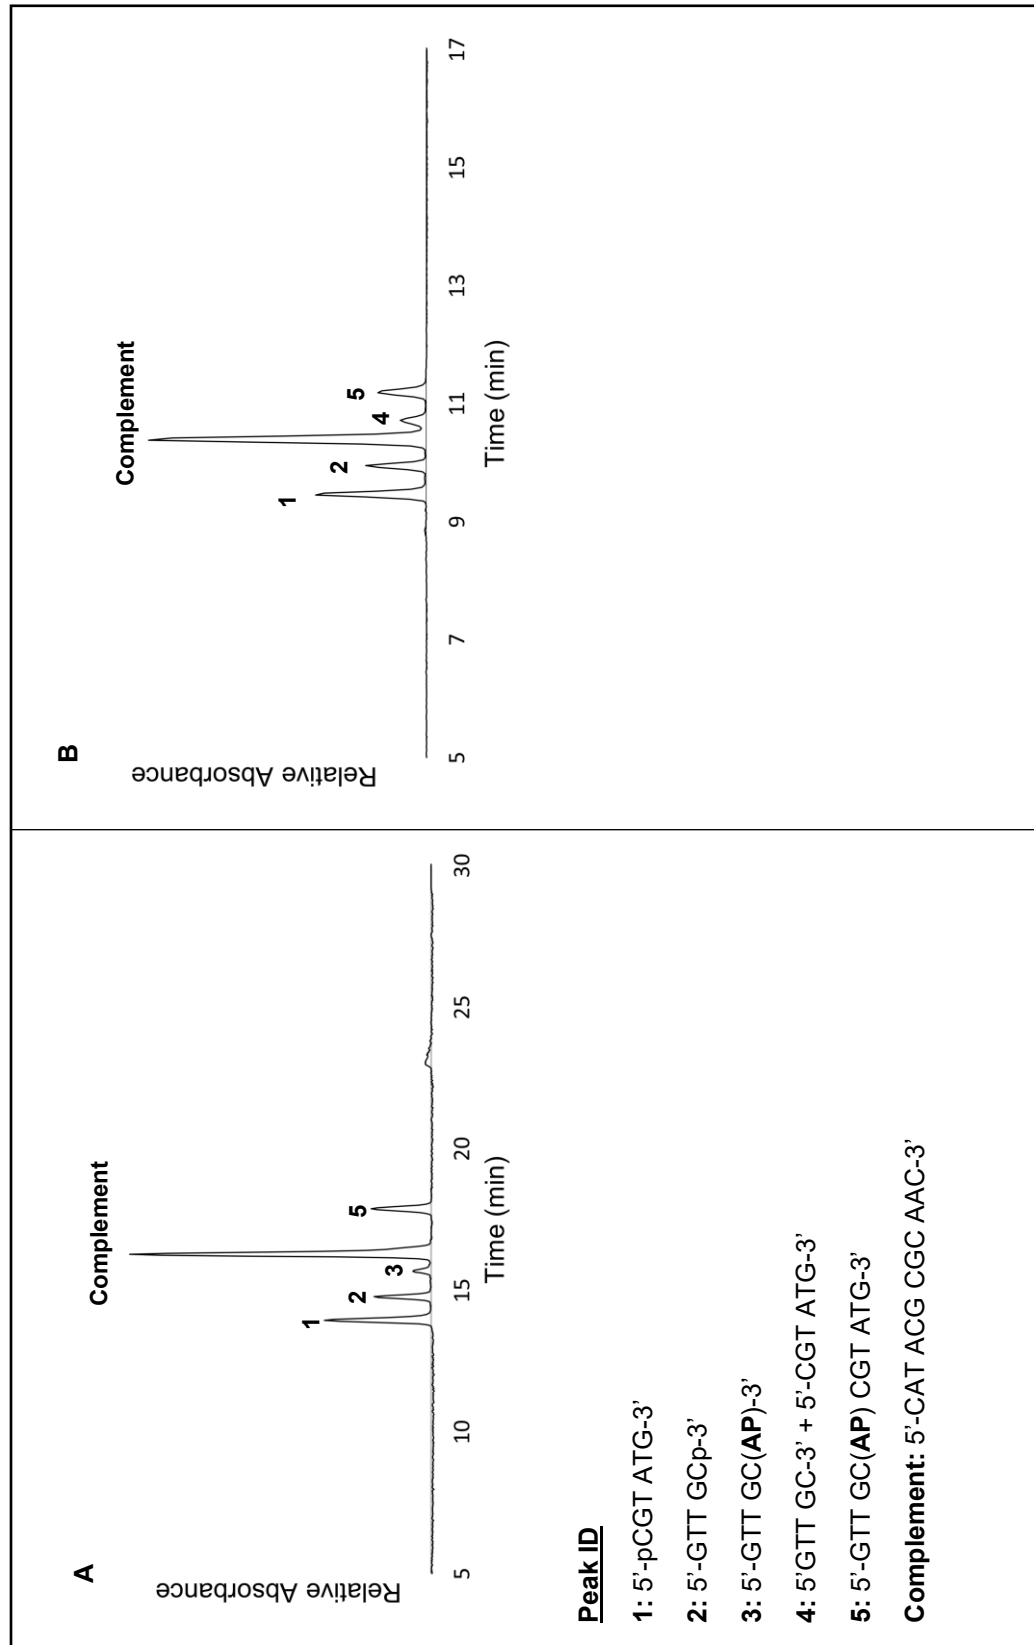 A
Relative Absorbance
Complement
1
2
3
5
5
10
15
20
25
30
Time (min)
B
Relative Absorbance
Complement
1
2
4
5
5
7
9
11
13
15
17
Time (min)
Peak ID
1: 5’-pCGT ATG-3’
2: 5’-GTT GCp-3’
3: 5’-GTT GC(AP)-3’
4: 5’GTT GC-3’ + 5’-CGT ATG-3’
5: 5’-GTT GC(AP) CGT ATG-3’
Complement: 5’-CAT ACG CGC AAC-3’